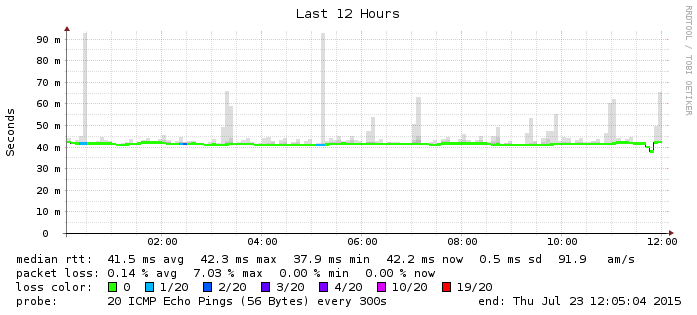 Last 12 Hours
RRDTOOL / TOBI OETIKER
Seconds
90 m
80 m
70 m
60 m
50 m
40 m
30 m
20 m
10 m
0
02:00 04:00 06:00 08:00 10:00 12:00
median rtt: 41.5 ms avg 42.3 ms max 37.9 ms min 42.2 ms now 0.5 ms sd 91.9 am/s
packet loss: 0.14 % avg 7.03 % max 0.00 % min 0.00 % now
loss color: 0 1/20 2/20 3/20 4/20 10/20 19/20
probe: 20 ICMP Echo Pings (56 Bytes) every 300s end: Thu Jul 23 12:05:04 2015